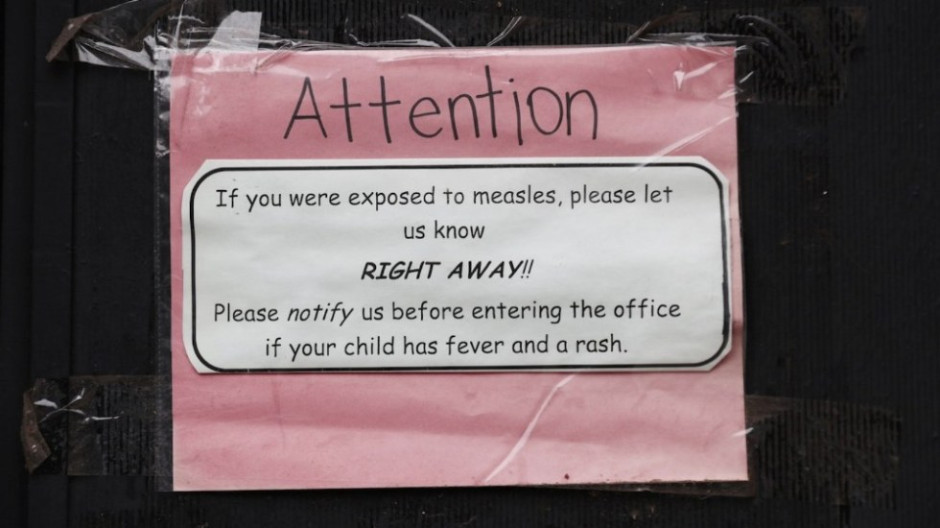 Attention
If you were exposed to measles, please let
us know
RIGHT AWAY!!
Please notify us before entering the office
if your child has fever and a rash.